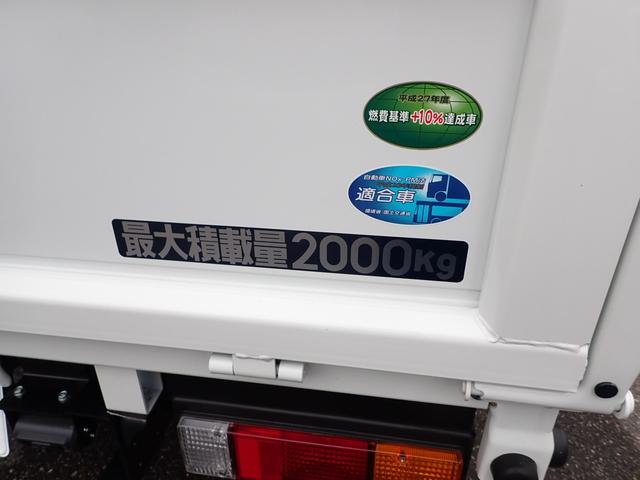 平成27年度
燃費基準+10%達成車
自動車NOx・PM法
適合車
環境省・国土交通省
最大積載量2000Kg